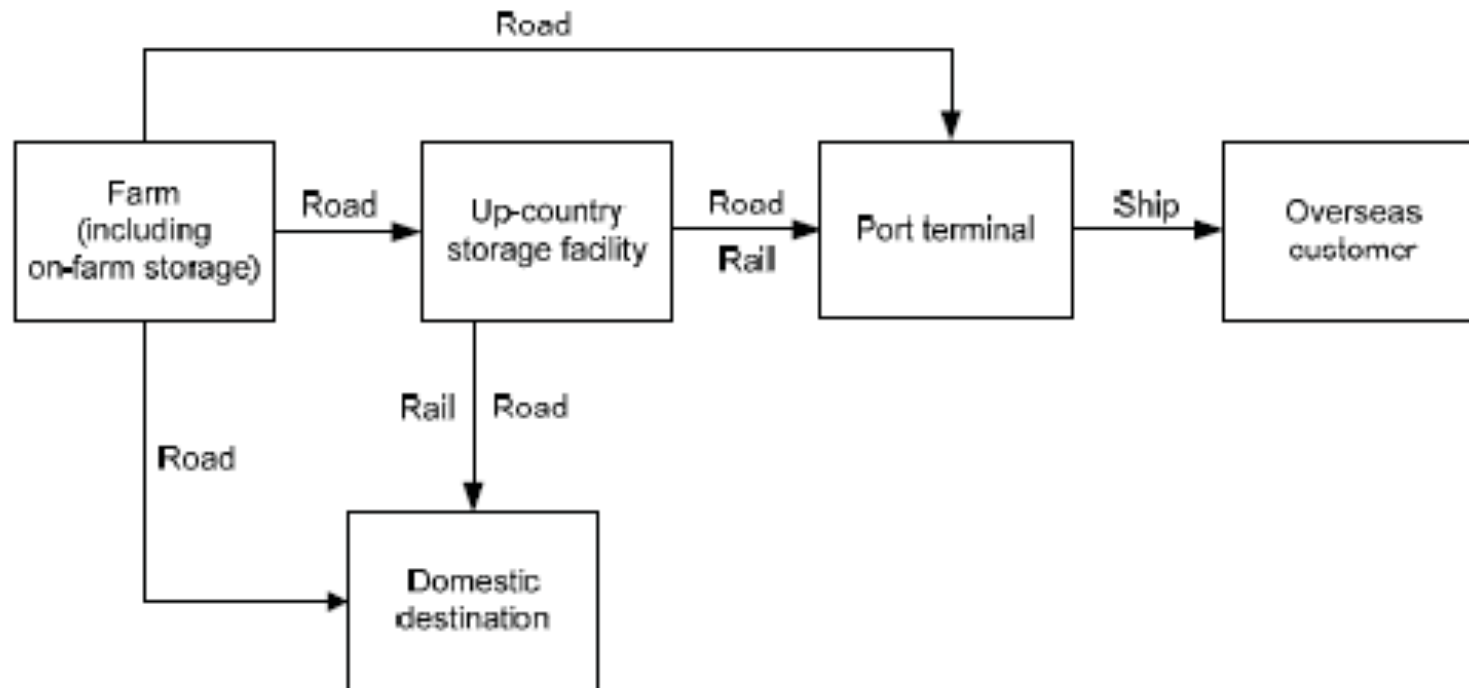 Road
Farm
(including
on-farm storage)
Road
Up-country
storage facility
Road
Rail
Port terminal
Ship
Overseas
customer
Rail
Road
Road
Domestic
destination